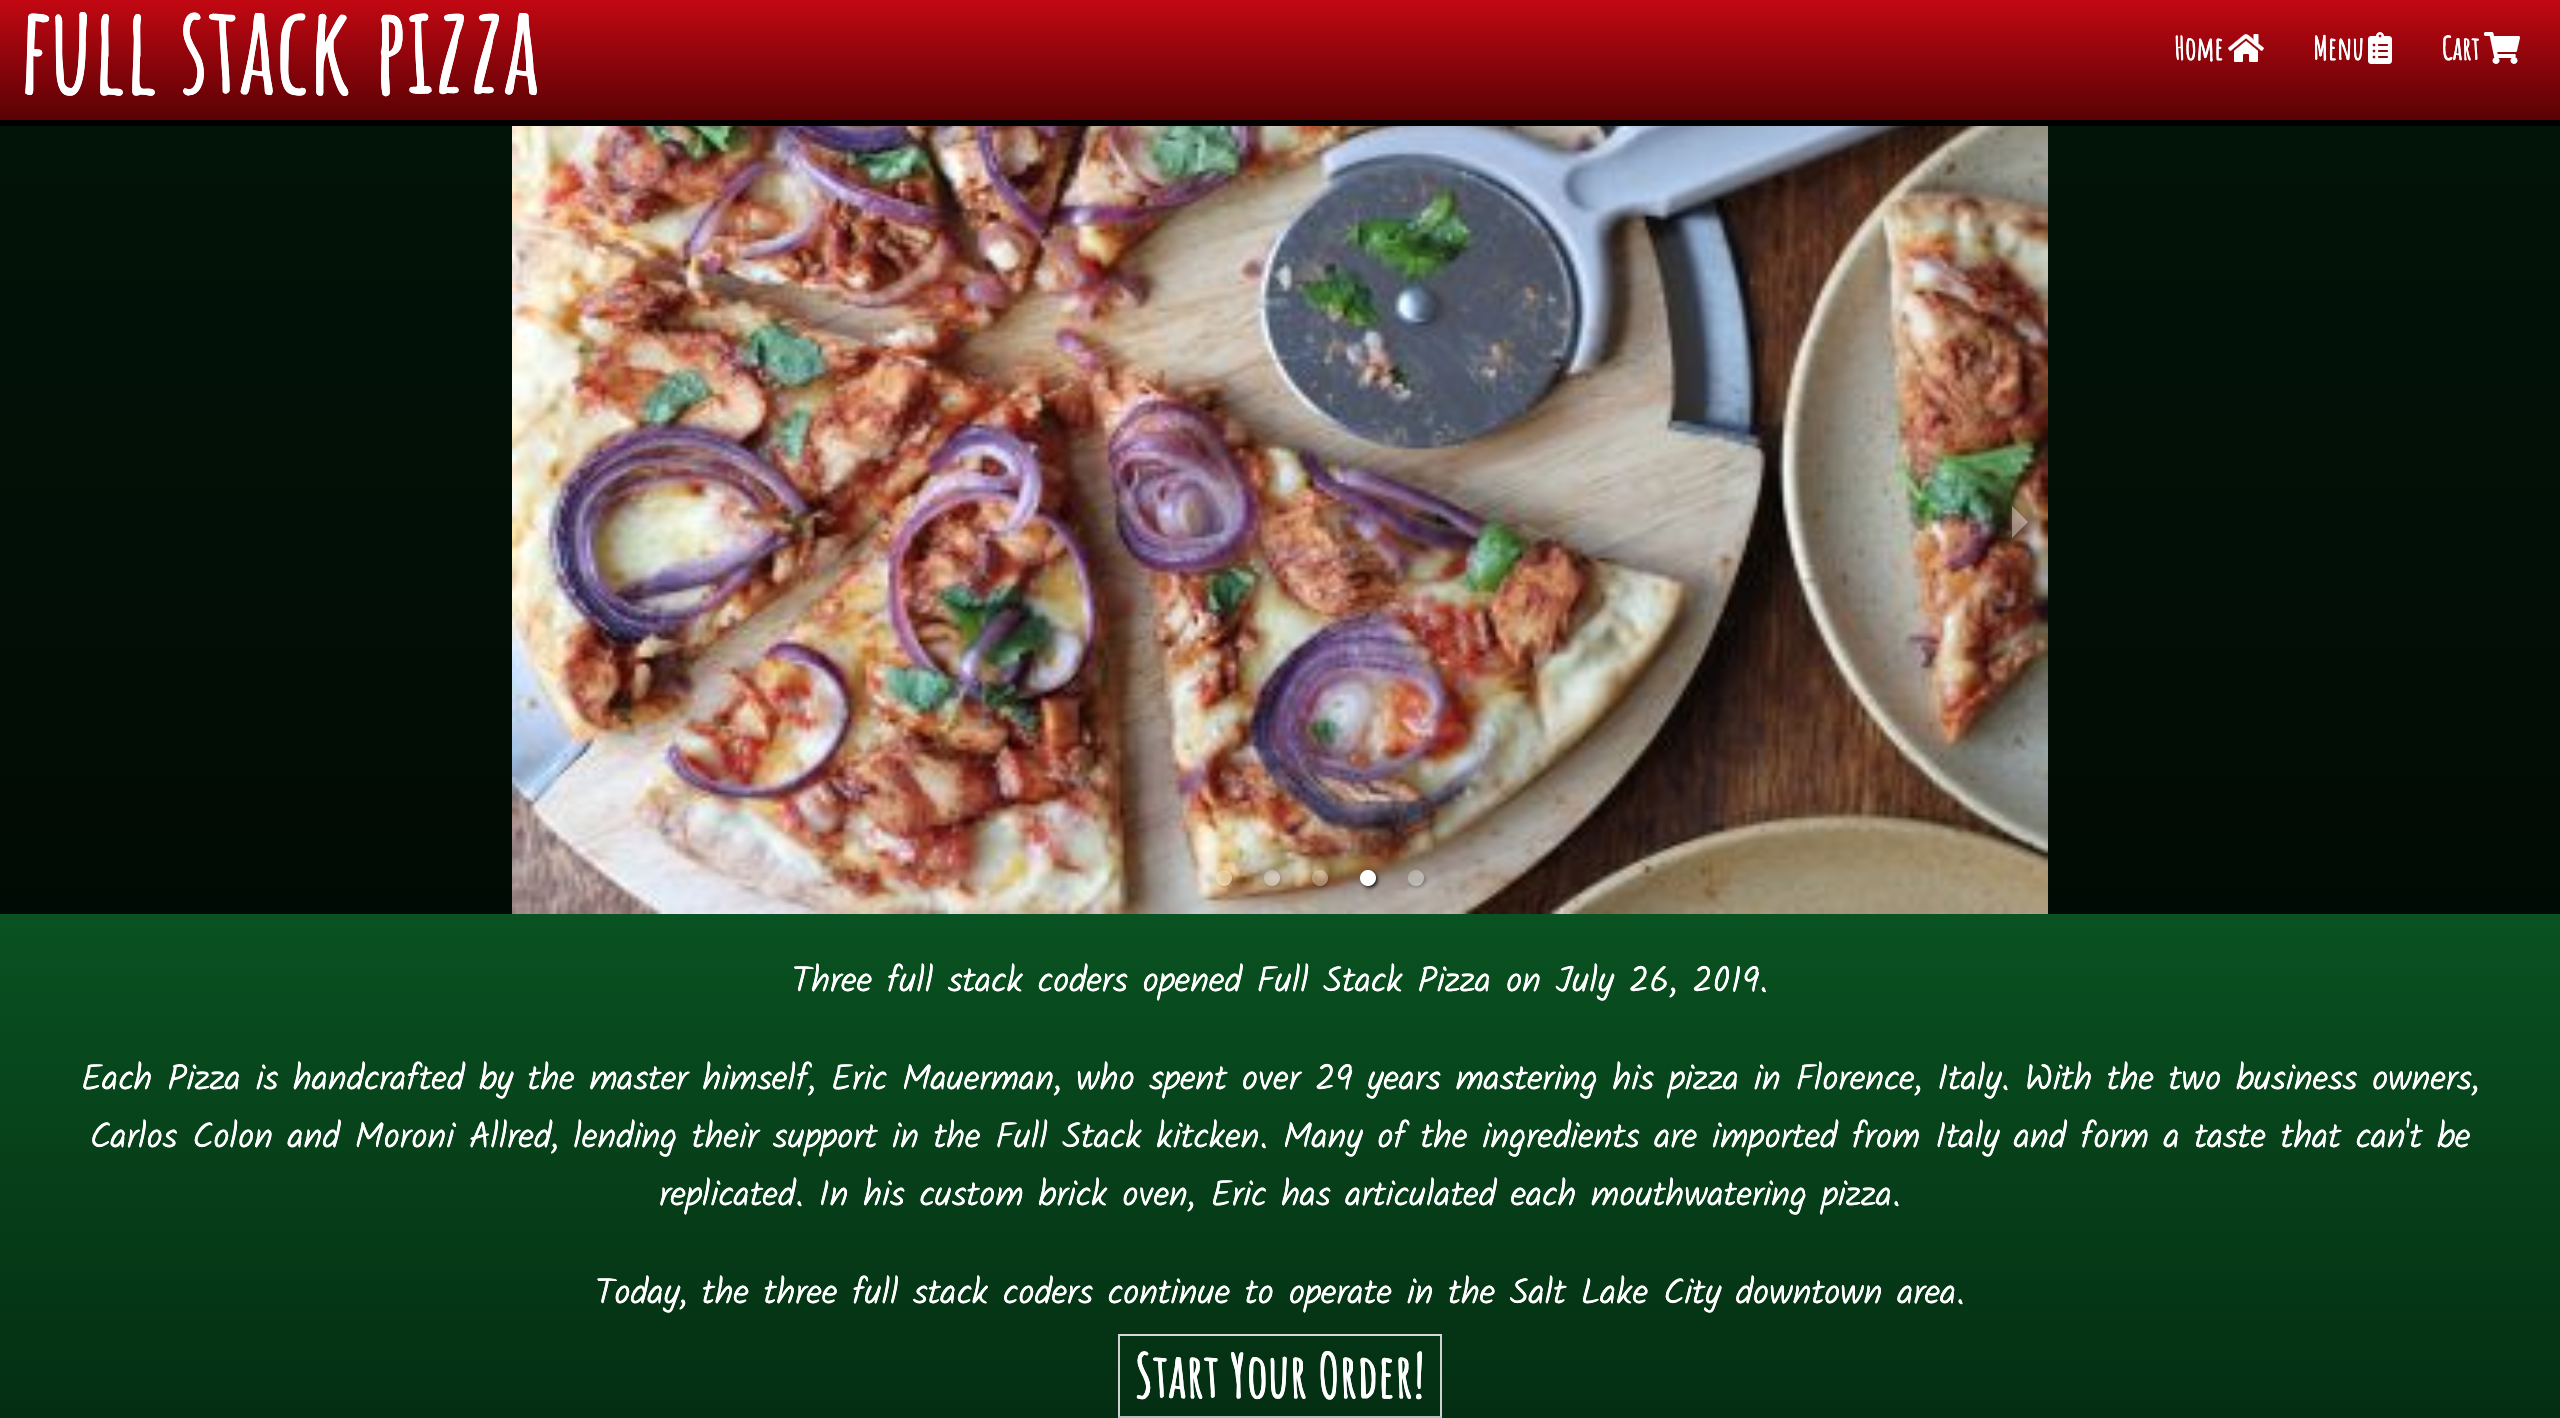 FULL STACK PIZZA
Home
Menu
Cart
Three full stack coders opened Full Stack Pizza on July 26, 2019.
Each Pizza is handcrafted by the master himself, Eric Mauerman, who spent over 29 years mastering his pizza in Florence, Italy. With the two business owners,
Carlos Colon and Moroni Allred, lending their support in the Full Stack kitcken. Many of the ingredients are imported from Italy and form a taste that can't be
replicated. In his custom brick oven, Eric has articulated each mouthwatering pizza.
Today, the three full stack coders continue to operate in the Salt Lake City downtown area.
Start Your Order!